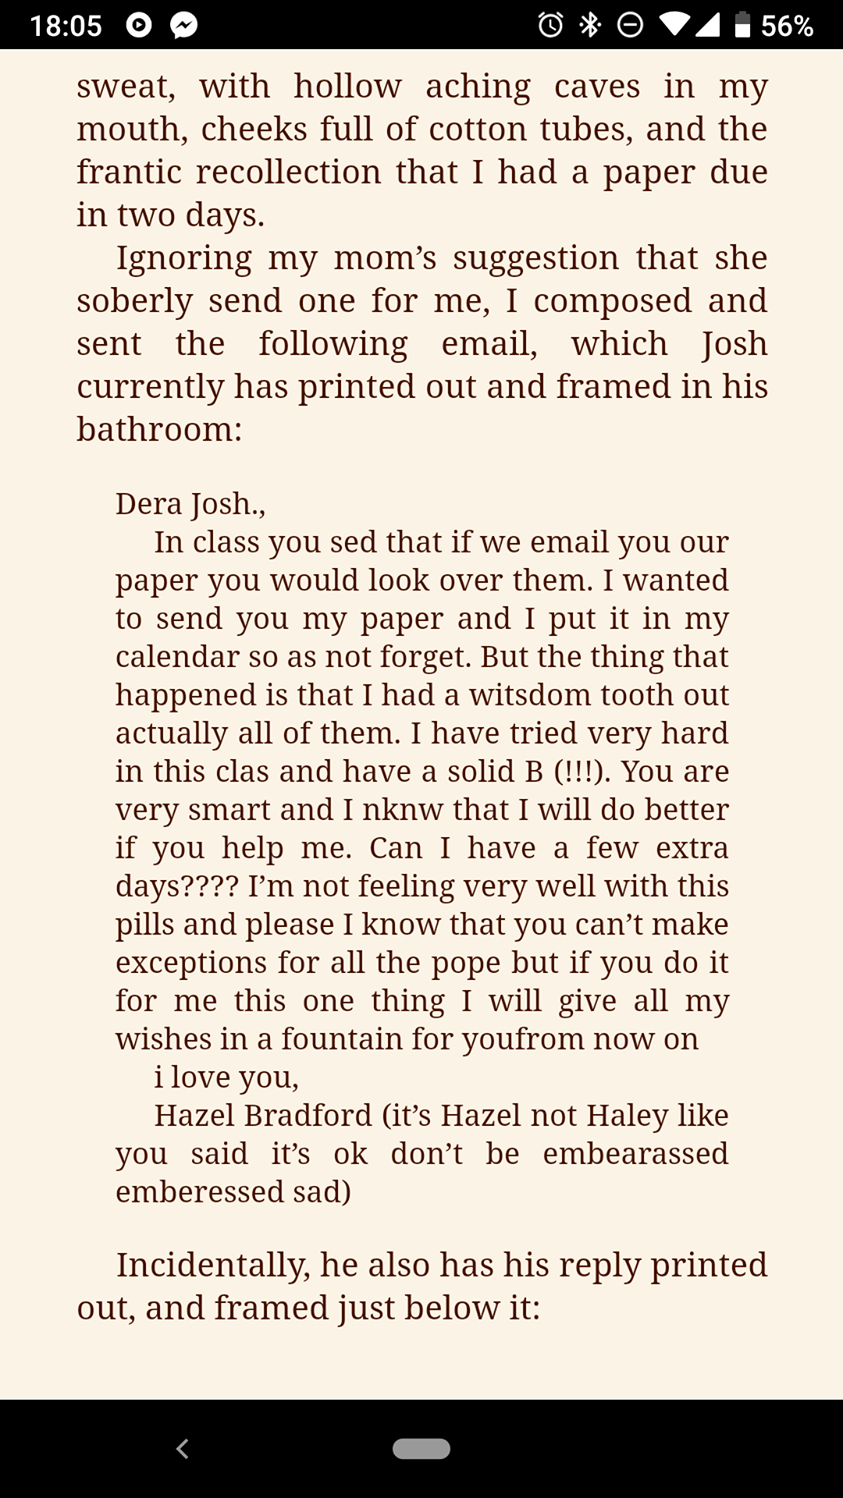 18:05 56%
sweat, with hollow aching caves in my
mouth, cheeks full of cotton tubes, and the
frantic recollection that I had a paper due
in two days.
Ignoring my mom’s suggestion that she
soberly send one for me, I composed and
sent the following email, which Josh
currently has printed out and framed in his
bathroom:
Dera Josh.,
In class you sed that if we email you our
paper you would look over them. I wanted
to send you my paper and I put it in my
calendar so as not forget. But the thing that
happened is that I had a witsdom tooth out
actually all of them. I have tried very hard
in this clas and have a solid B (!!!). You are
very smart and I nknw that I will do better
if you help me. Can I have a few extra
days???? I’m not feeling very well with this
pills and please I know that you can’t make
exceptions for all the pope but if you do it
for me this one thing I will give all my
wishes in a fountain for youfrom now on
i love you,
Hazel Bradford (it’s Hazel not Haley like
you said it’s ok don’t be embearassed
emberessed sad)
Incidentally, he also has his reply printed
out, and framed just below it: